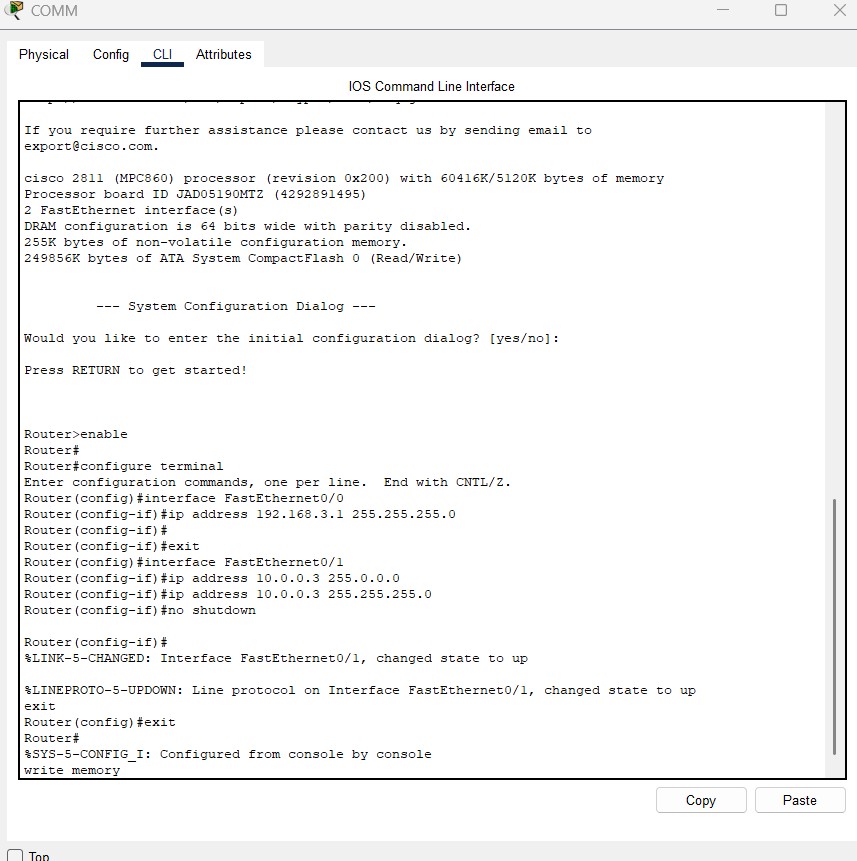 COMM
Physical Config CLI Attributes
IOS Command Line Interface
If you require further assistance please contact us by sending email to
export@cisco.com.
cisco 2811 (MPC860) processor (revision 0x200) with 60416K/5120K bytes of memory
Processor board ID JAD05190MTZ (4292891495)
2 FastEthernet interface(s)
DRAM configuration is 64 bits wide with parity disabled.
255K bytes of non-volatile configuration memory.
249856K bytes of ATA System CompactFlash 0 (Read/Write)
--- System Configuration Dialog ---
Would you like to enter the initial configuration dialog? [yes/no]:
Press RETURN to get started!
Router>enable
Router#
Router#configure terminal
Enter configuration commands, one per line.  End with CNTL/Z.
Router(config)#interface FastEthernet0/0
Router(config-if)#ip address 192.168.3.1 255.255.255.0
Router(config-if)#
Router(config-if)#exit
Router(config)#interface FastEthernet0/1
Router(config-if)#ip address 10.0.0.3 255.0.0.0
Router(config-if)#ip address 10.0.0.3 255.255.255.0
Router(config-if)#no shutdown
Router(config-if)#
%LINK-5-CHANGED: Interface FastEthernet0/1, changed state to up
%LINEPROTO-5-UPDOWN: Line protocol on Interface FastEthernet0/1, changed state to up
exit
Router(config)#exit
Router#
%SYS-5-CONFIG_I: Configured from console by console
write memory
Copy Paste
Top